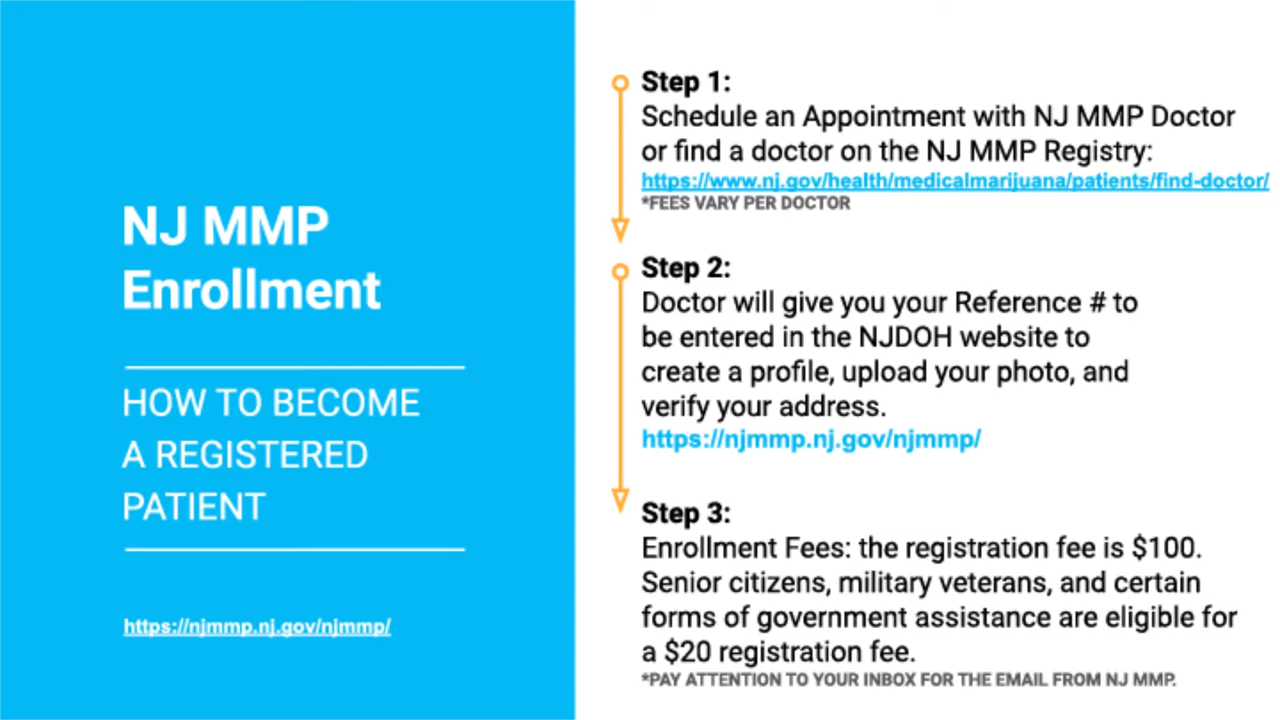 NJ MMP
Enrollment
HOW TO BECOME
A REGISTERED
PATIENT
https://njmmp.nj.gov/njmmp/
Step 1:
Schedule an Appointment with NJ MMP Doctor
or find a doctor on the NJ MMP Registry:
https://www.nj.gov/health/medicalmarijuana/patients/find-doctor/
*FEES VARY PER DOCTOR
Step 2:
Doctor will give you your Reference # to
be entered in the NJDOH website to
create a profile, upload your photo, and
verify your address.
https://njmmp.nj.gov/njmmp/
Step 3:
Enrollment Fees: the registration fee is $100.
Senior citizens, military veterans, and certain
forms of government assistance are eligible for
a $20 registration fee.
*PAY ATTENTION TO YOUR INBOX FOR THE EMAIL FROM NJ MMP.